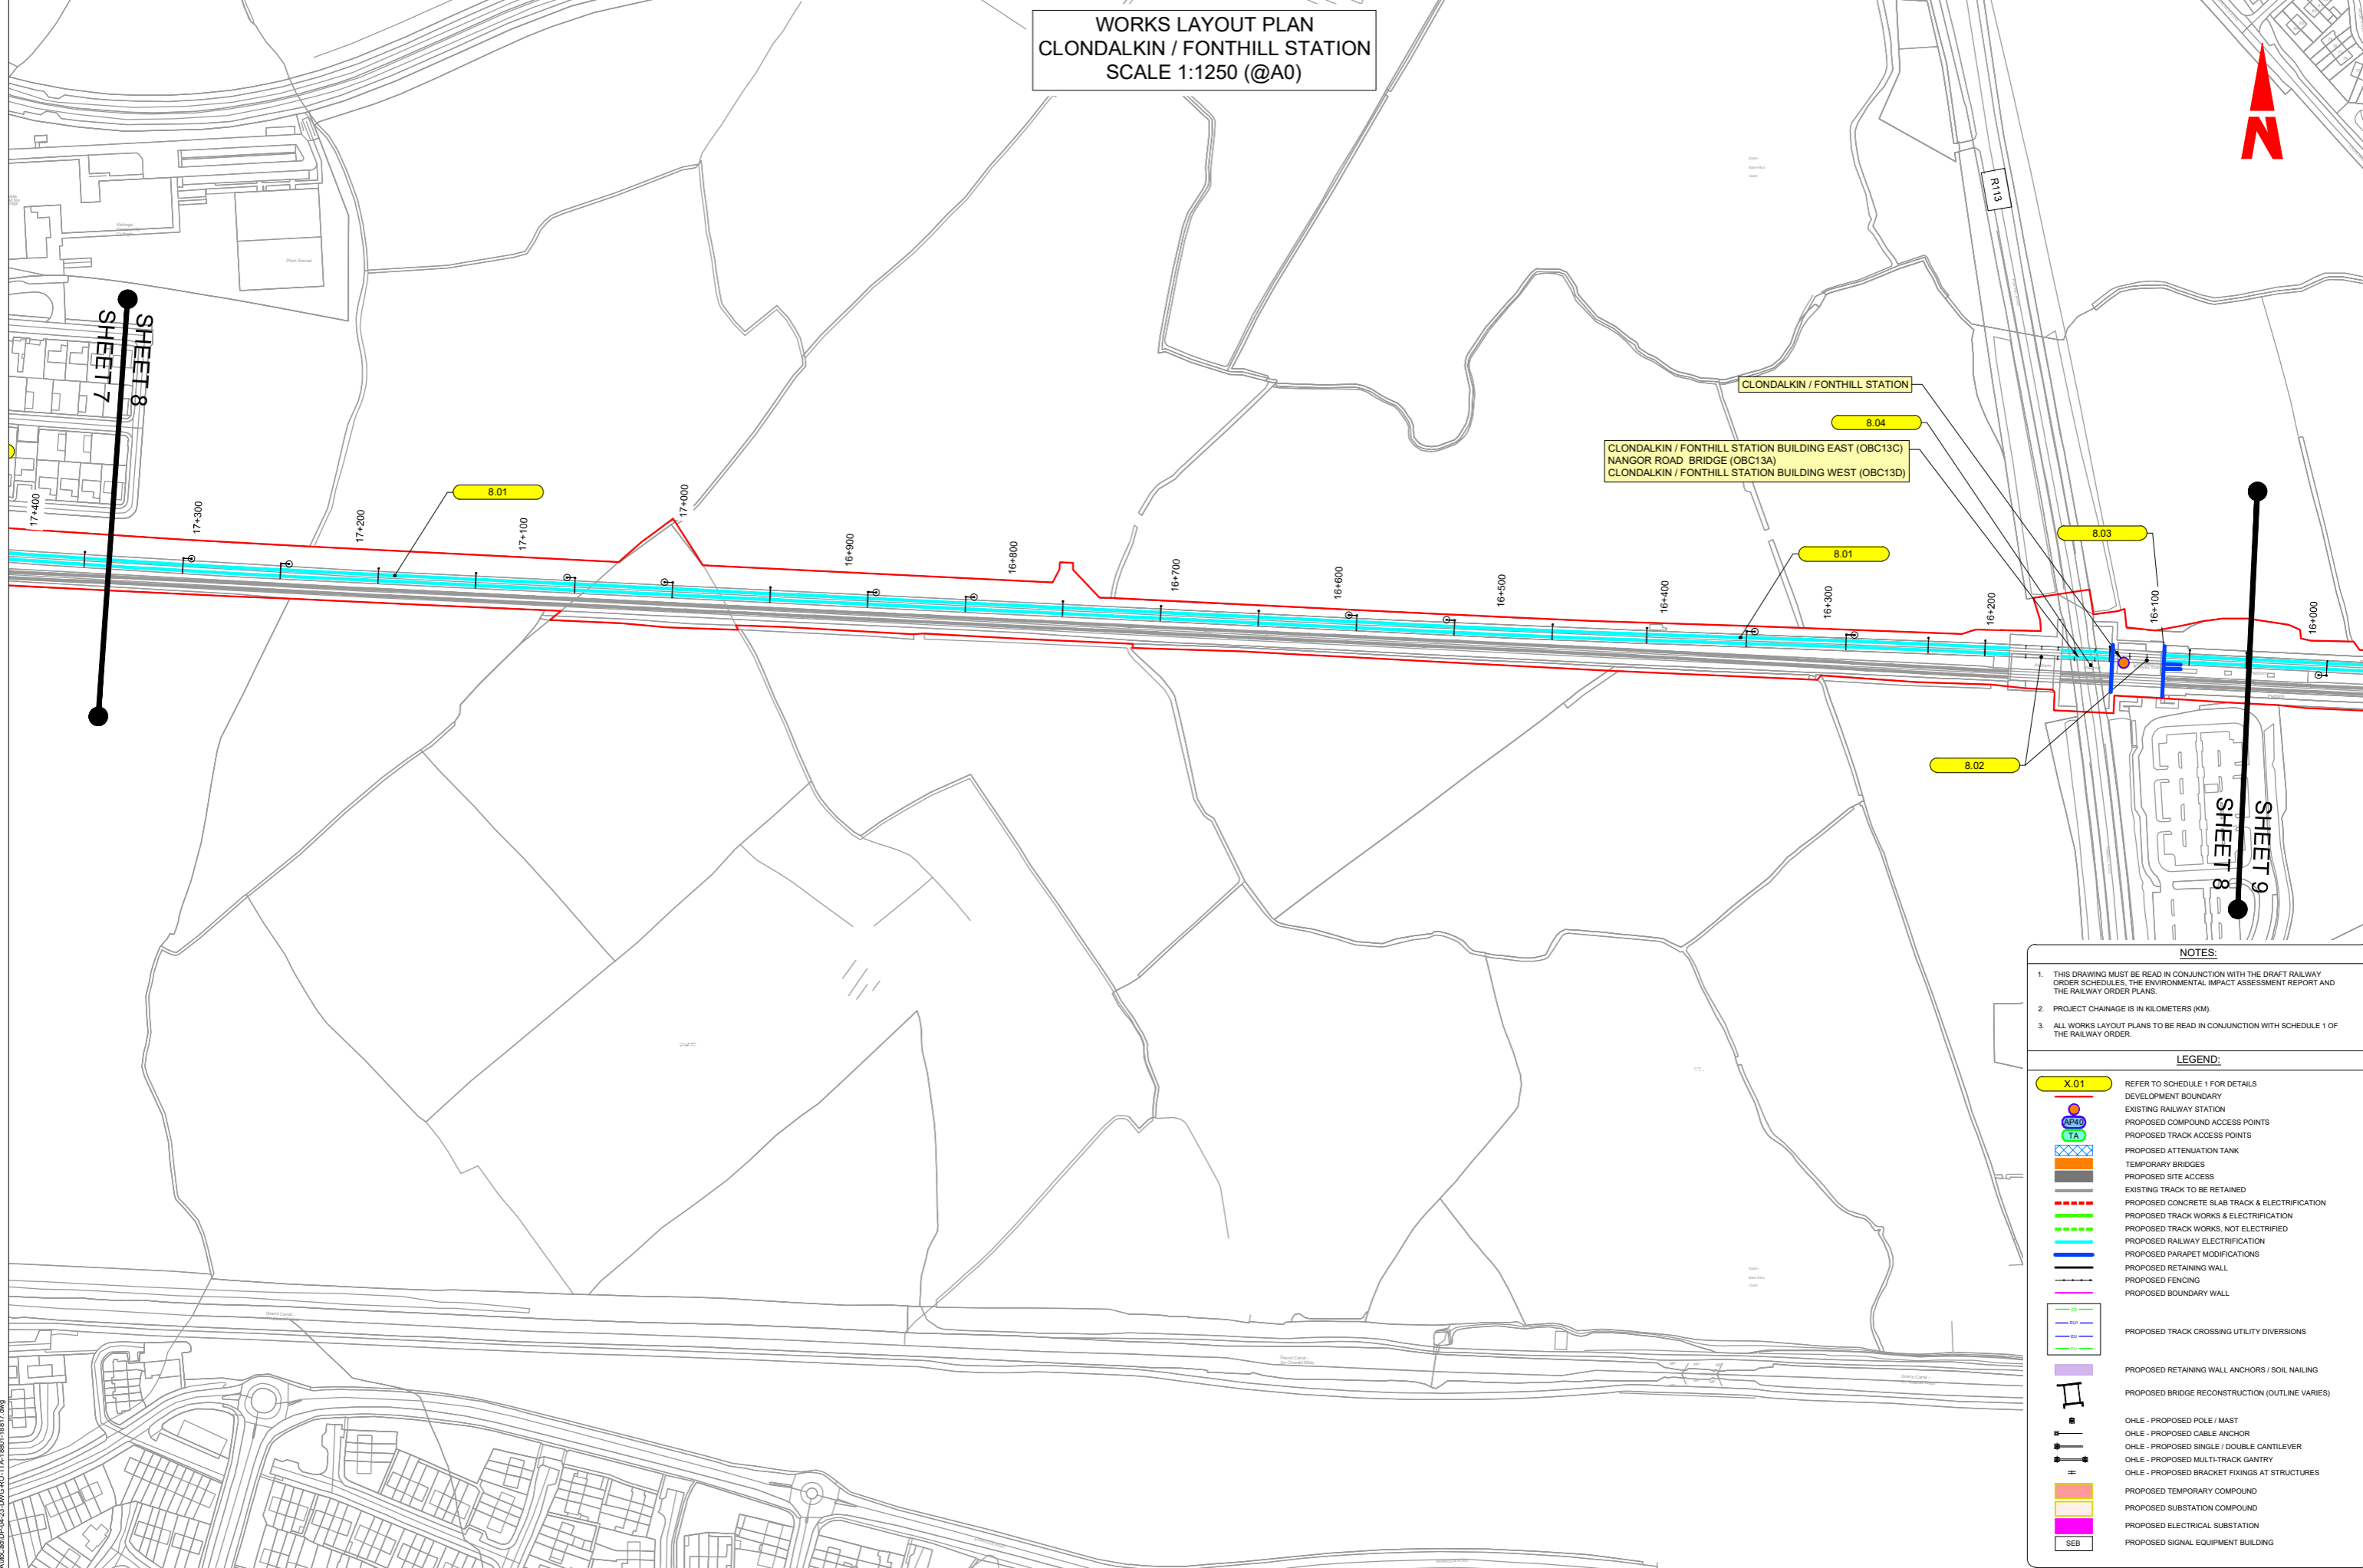 WORKS LAYOUT PLAN
CLONDALKIN / FONTHILL STATION
SCALE 1:1250 (@A0)
N
R113
SHEET 8
SHEET 7
CLONDALKIN / FONTHILL STATION
8.04
CLONDALKIN / FONTHILL STATION BUILDING EAST (OBC13C)
NANGOR ROAD BRIDGE (OBC13A)
CLONDALKIN / FONTHILL STATION BUILDING WEST (OBC13D)
8.01
8.03
8.01
17+400
17+300
17+200
17+100
17+000
16+900
16+800
16+700
16+600
16+500
16+400
16+300
16+200
16+100
16+000
8.02
SHEET 9
SHEET 8
NOTES:
1. THIS DRAWING MUST BE READ IN CONJUNCTION WITH THE DRAFT RAILWAY
ORDER SCHEDULES, THE ENVIRONMENTAL IMPACT ASSESSMENT REPORT AND
THE RAILWAY ORDER PLANS.
2. PROJECT CHAINAGE IS IN KILOMETERS (KM).
3. ALL WORKS LAYOUT PLANS TO BE READ IN CONJUNCTION WITH SCHEDULE 1 OF
THE RAILWAY ORDER.
LEGEND:
X.01 REFER TO SCHEDULE 1 FOR DETAILS
DEVELOPMENT BOUNDARY
EXISTING RAILWAY STATION
AP40 PROPOSED COMPOUND ACCESS POINTS
TA PROPOSED TRACK ACCESS POINTS
PROPOSED ATTENUATION TANK
TEMPORARY BRIDGES
PROPOSED SITE ACCESS
EXISTING TRACK TO BE RETAINED
PROPOSED CONCRETE SLAB TRACK & ELECTRIFICATION
PROPOSED TRACK WORKS & ELECTRIFICATION
PROPOSED TRACK WORKS, NOT ELECTRIFIED
PROPOSED RAILWAY ELECTRIFICATION
PROPOSED PARAPET MODIFICATIONS
PROPOSED RETAINING WALL
PROPOSED FENCING
PROPOSED BOUNDARY WALL
PROPOSED TRACK CROSSING UTILITY DIVERSIONS
PROPOSED RETAINING WALL ANCHORS / SOIL NAILING
PROPOSED BRIDGE RECONSTRUCTION (OUTLINE VARIES)
OHLE - PROPOSED POLE / MAST
OHLE - PROPOSED CABLE ANCHOR
OHLE - PROPOSED SINGLE / DOUBLE CANTILEVER
OHLE - PROPOSED MULTI-TRACK GANTRY
OHLE - PROPOSED BRACKET FIXINGS AT STRUCTURES
PROPOSED TEMPORARY COMPOUND
PROPOSED SUBSTATION COMPOUND
PROPOSED ELECTRICAL SUBSTATION
SEB PROPOSED SIGNAL EQUIPMENT BUILDING